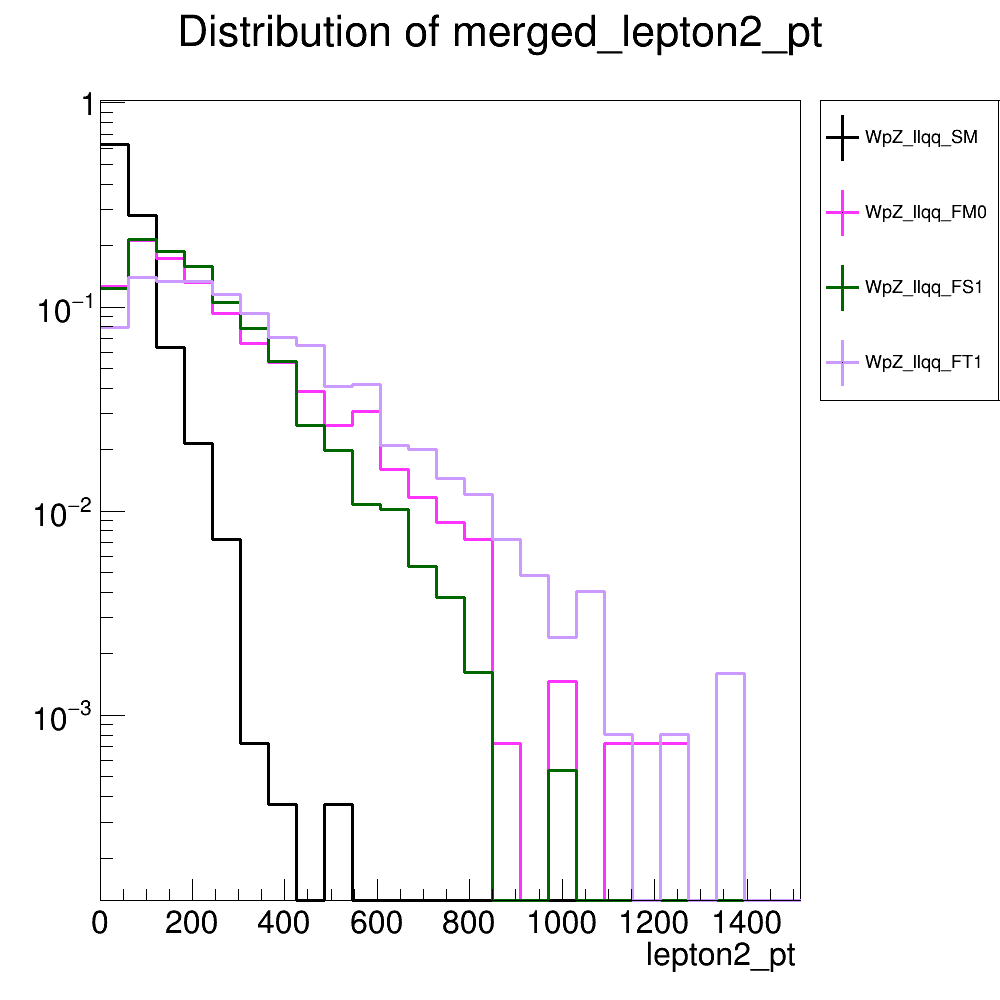 Distribution of merged_lepton2_pt
1
10−1
10−2
10−3
0 200 400 600 800 1000 1200 1400
lepton2_pt
WpZ_llqq_SM
WpZ_llqq_FM0
WpZ_llqq_FS1
WpZ_llqq_FT1